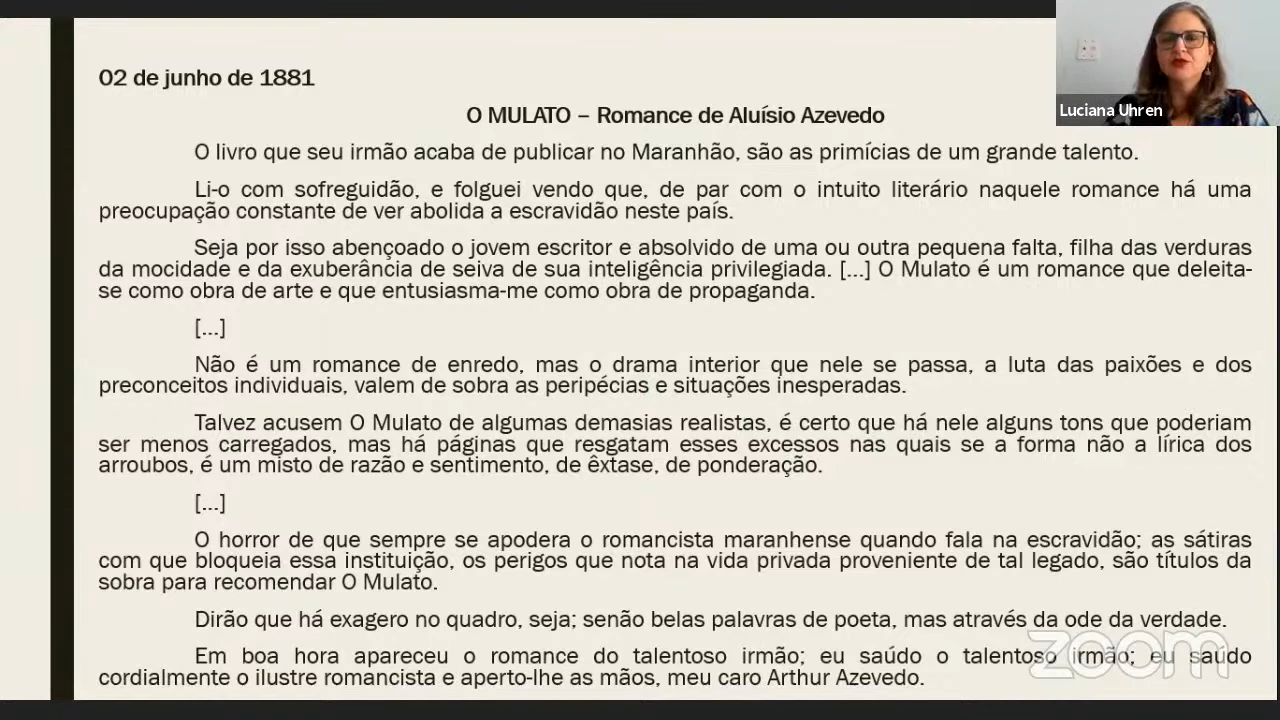 Luciana Uhren
02 de junho de 1881
O MULATO – Romance de Aluísio Azevedo
O livro que seu irmão acaba de publicar no Maranhão, são as primícias de um grande talento.
Li-o com sofreguidão, e folguei vendo que, de par com o intuito literário naquele romance há uma
preocupação constante de ver abolida a escravidão neste país.
Seja por isso abençoado o jovem escritor e absolvido de uma ou outra pequena falta, filha das verduras
da mocidade e da exuberância de seiva de sua inteligência privilegiada. [...] O Mulato é um romance que deleita-
se como obra de arte e que entusiasma-me como obra de propaganda.
[...]
Não é um romance de enredo, mas o drama interior que nele se passa, a luta das paixões e dos
preconceitos individuais, valem de sobra as peripécias e situações inesperadas.
Talvez acusem O Mulato de algumas demasias realistas, é certo que há nele alguns tons que poderiam
ser menos carregados, mas há páginas que resgatam esses excessos nas quais se a forma não a lírica dos
arroubos, é um misto de razão e sentimento, de êxtase, de ponderação.
[...]
O horror de que sempre se apodera o romancista maranhense quando fala na escravidão; as sátiras
com que bloqueia essa instituição, os perigos que nota na vida privada proveniente de tal legado, são títulos da
sobra para recomendar O Mulato.
Dirão que há exagero no quadro, seja; senão belas palavras de poeta, mas através da ode da verdade.
Em boa hora apareceu o romance do talentoso irmão; eu saúdo o talentoso irmão; eu saúdo
cordialmente o ilustre romancista e aperto-lhe as mãos, meu caro Arthur Azevedo.
zoom